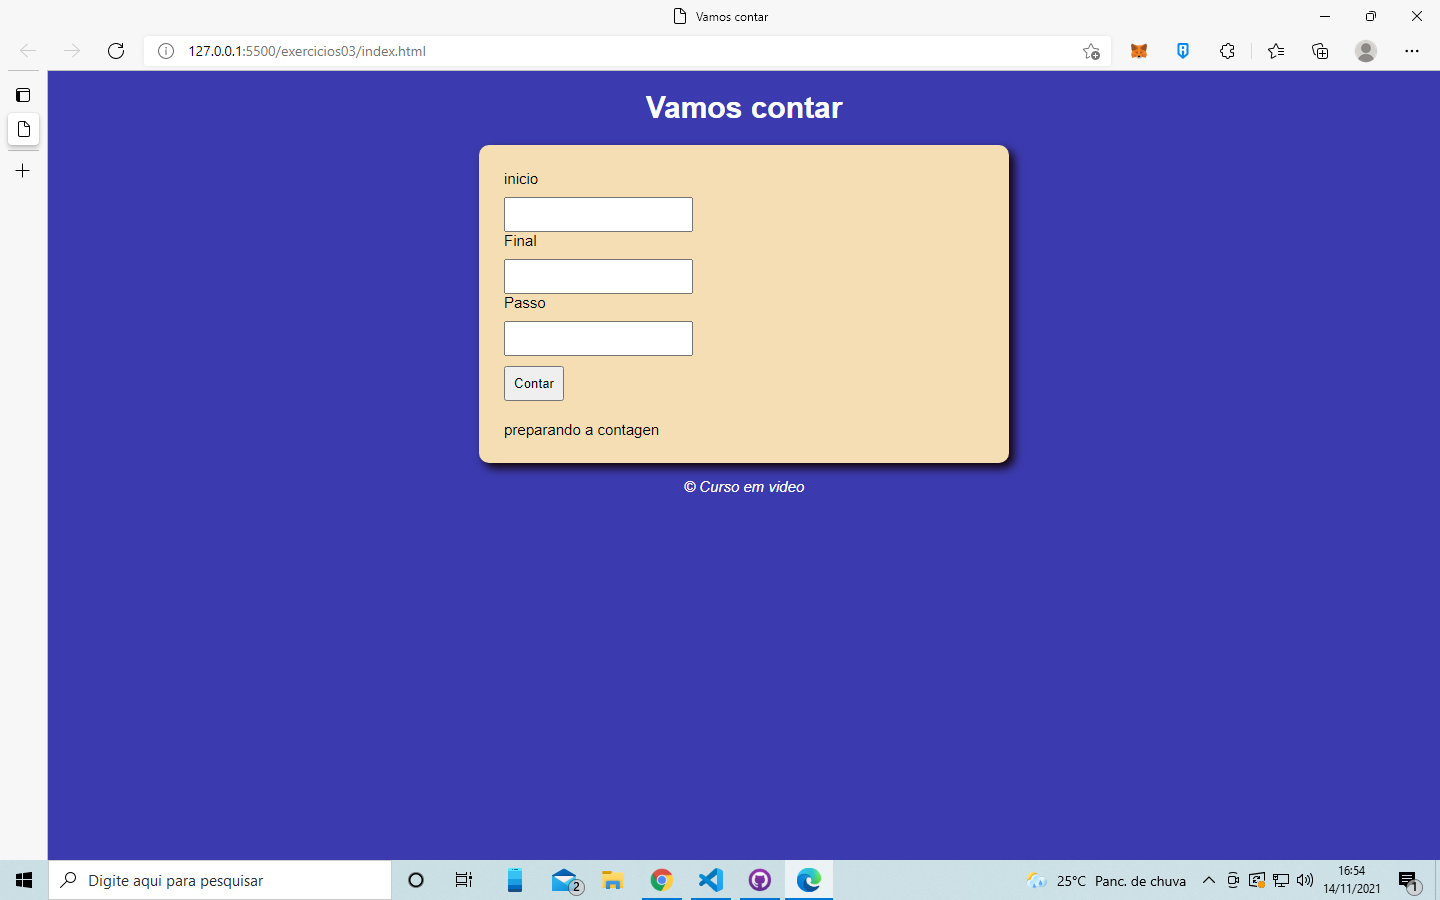 Vamos contar
127.0.0.1:5500/exercicios03/index.html
Vamos contar
inicio
Final
Passo
Contar
preparando a contagen
© Curso em video
Digite aqui para pesquisar
2
25°C Panc. de chuva
16:54
14/11/2021
1